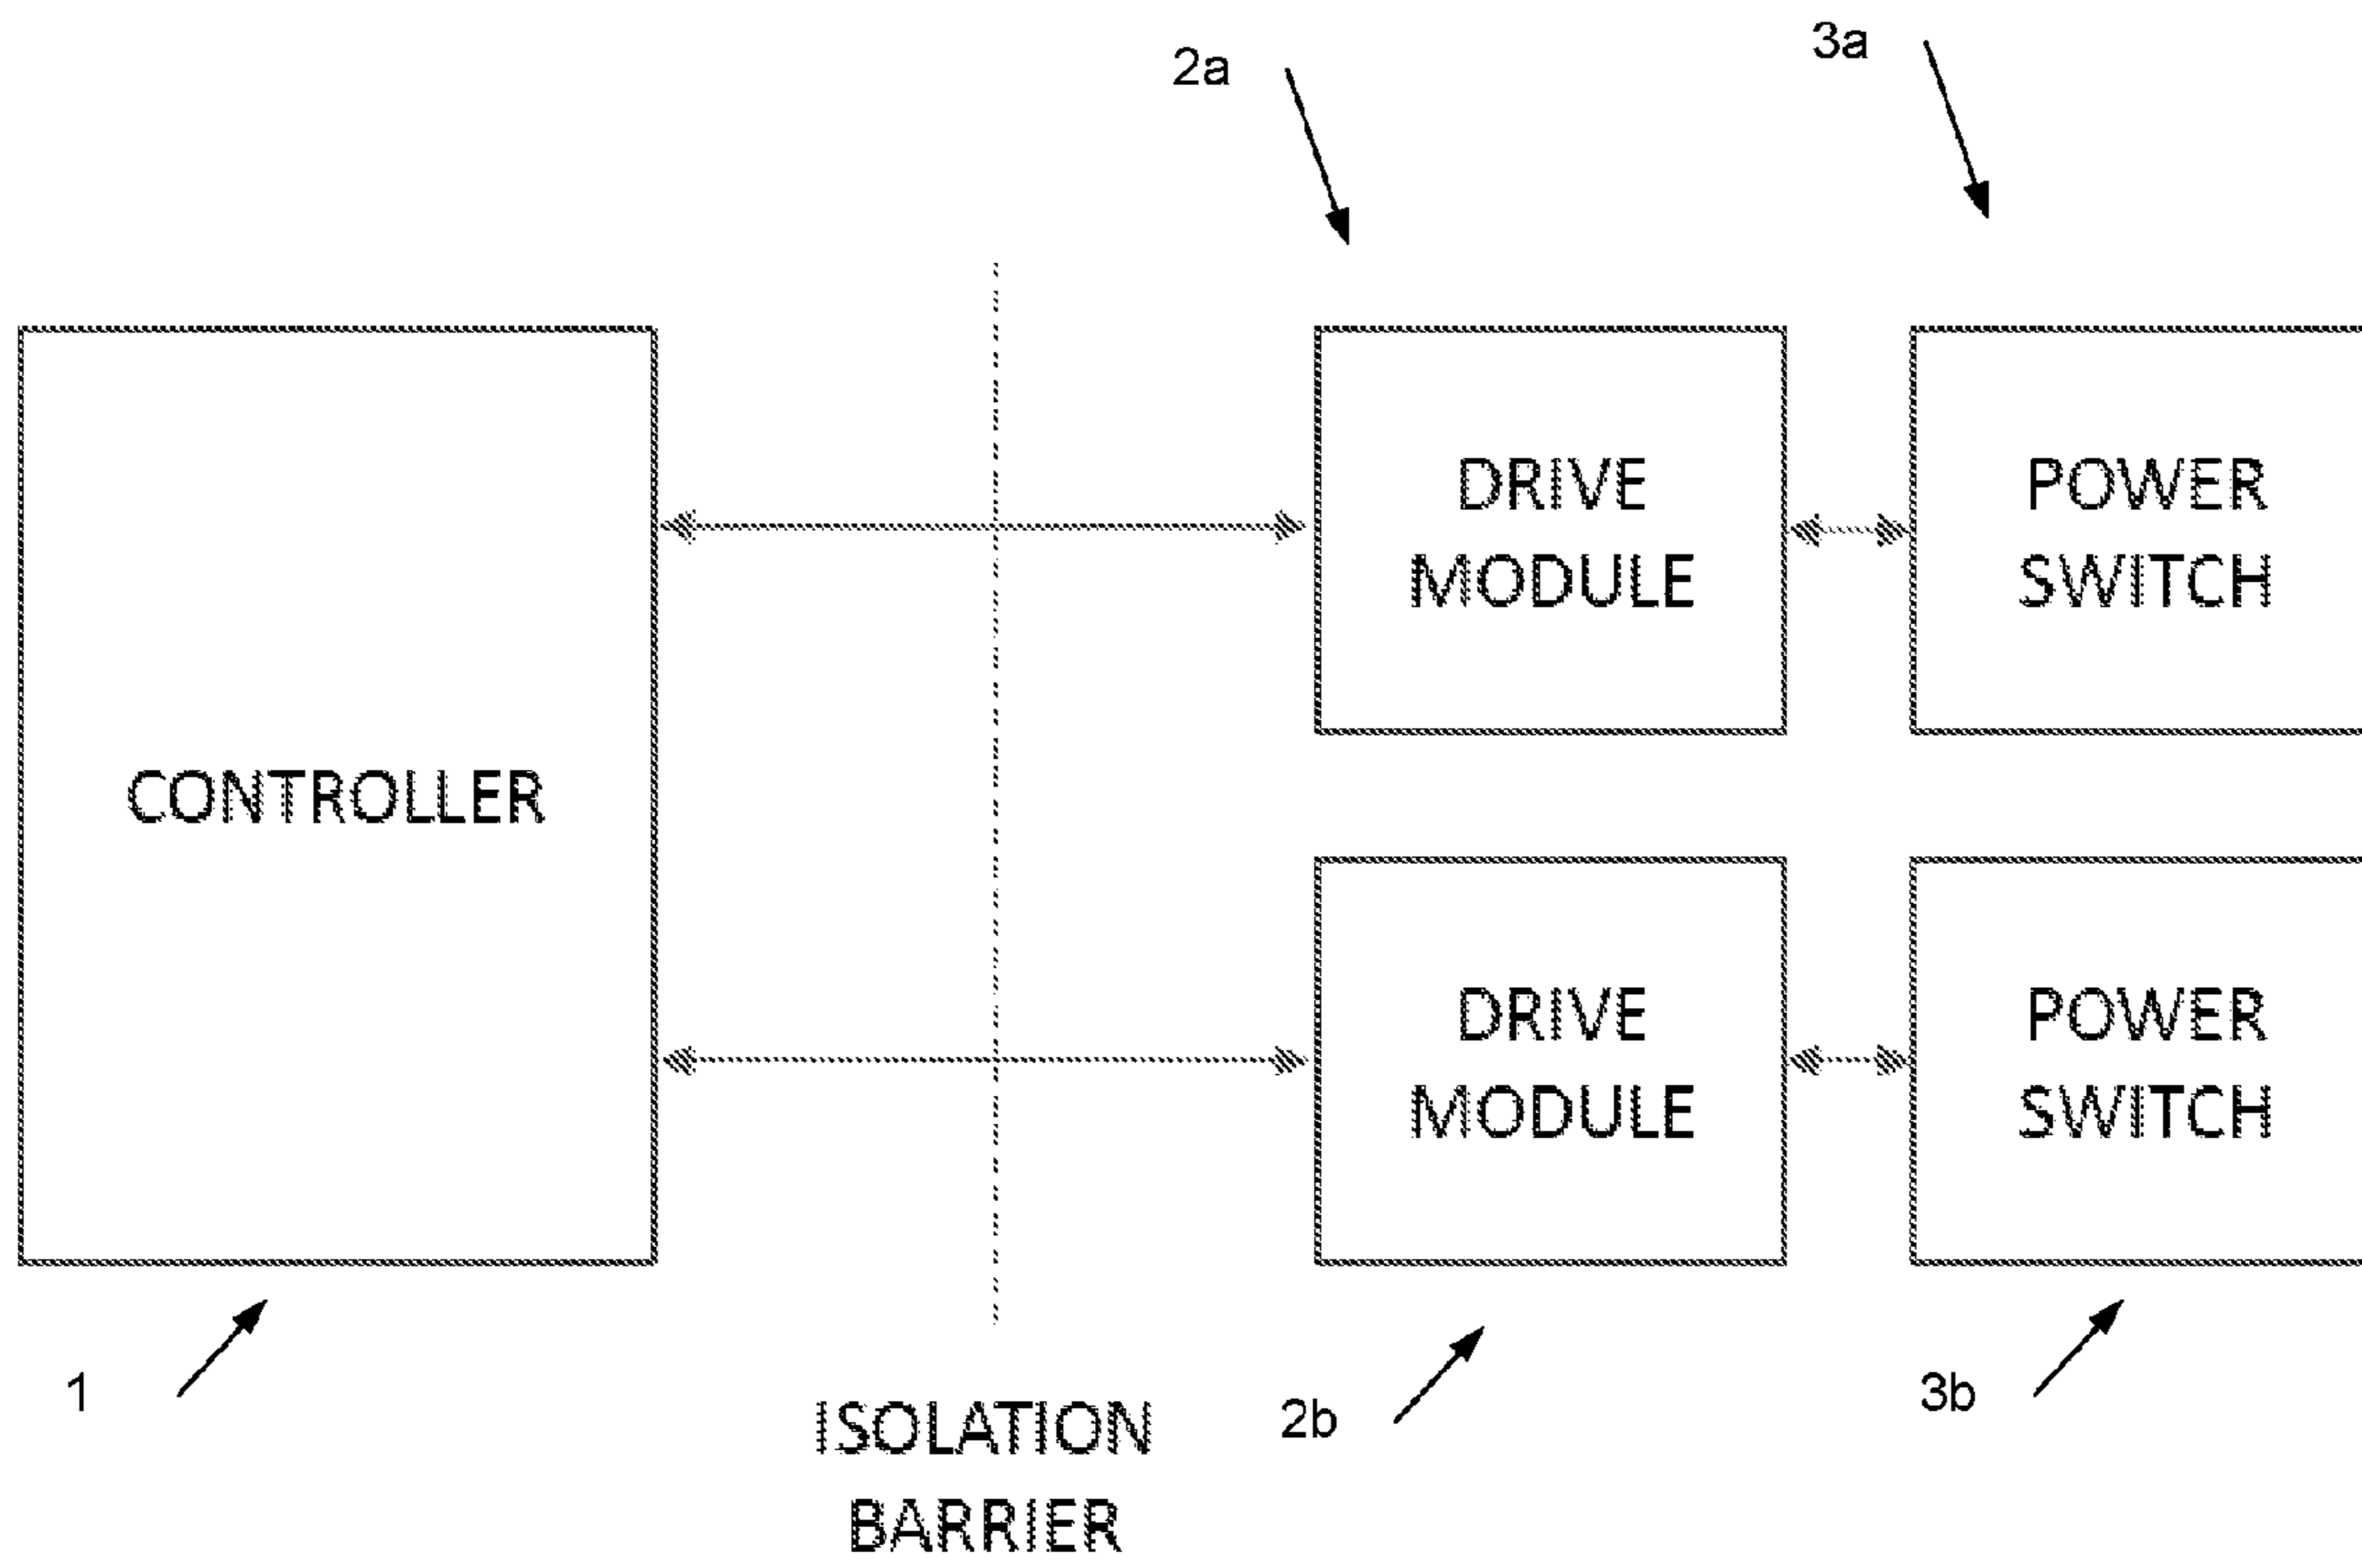 2a
3a
DRIVE
MODULE
POWER
SWITCH
CONTROLLER
DRIVE
MODULE
POWER
SWITCH
1
ISOLATION
BARRIER
2b
3b